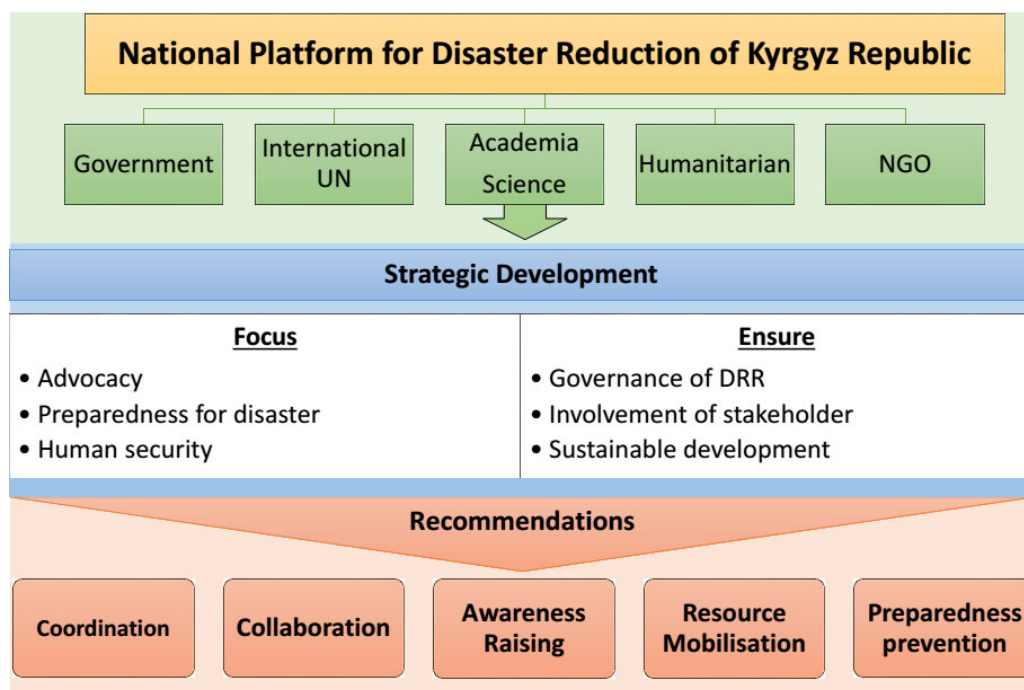 National Platform for Disaster Reduction of Kyrgyz Republic
Government
International
UN
Academia
Science
Humanitarian
NGO
Strategic Development
Focus
• Advocacy
• Preparedness for disaster
• Human security
Ensure
• Governance of DRR
• Involvement of stakeholder
• Sustainable development
Recommendations
Coordination
Collaboration
Awareness
Raising
Resource
Mobilisation
Preparedness
prevention